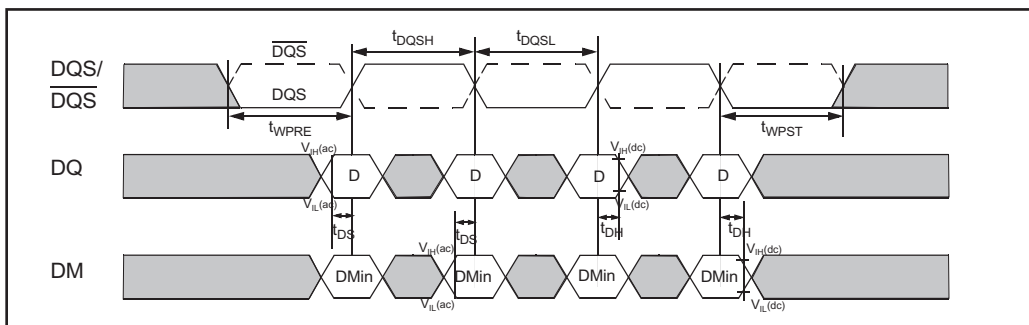 DQS
tDQSH
tDQSL
DQS/
DQS
DQS
tWPRE
tWPST
VIH(ac)
VIH(dc)
DQ
D
D
D
D
VIL(ac)
VIL(dc)
tDS
tDS
tDH
tDH
VIH(ac)
VIH(dc)
DM
DMin
DMin
DMin
DMin
VIL(ac)
VIL(dc)